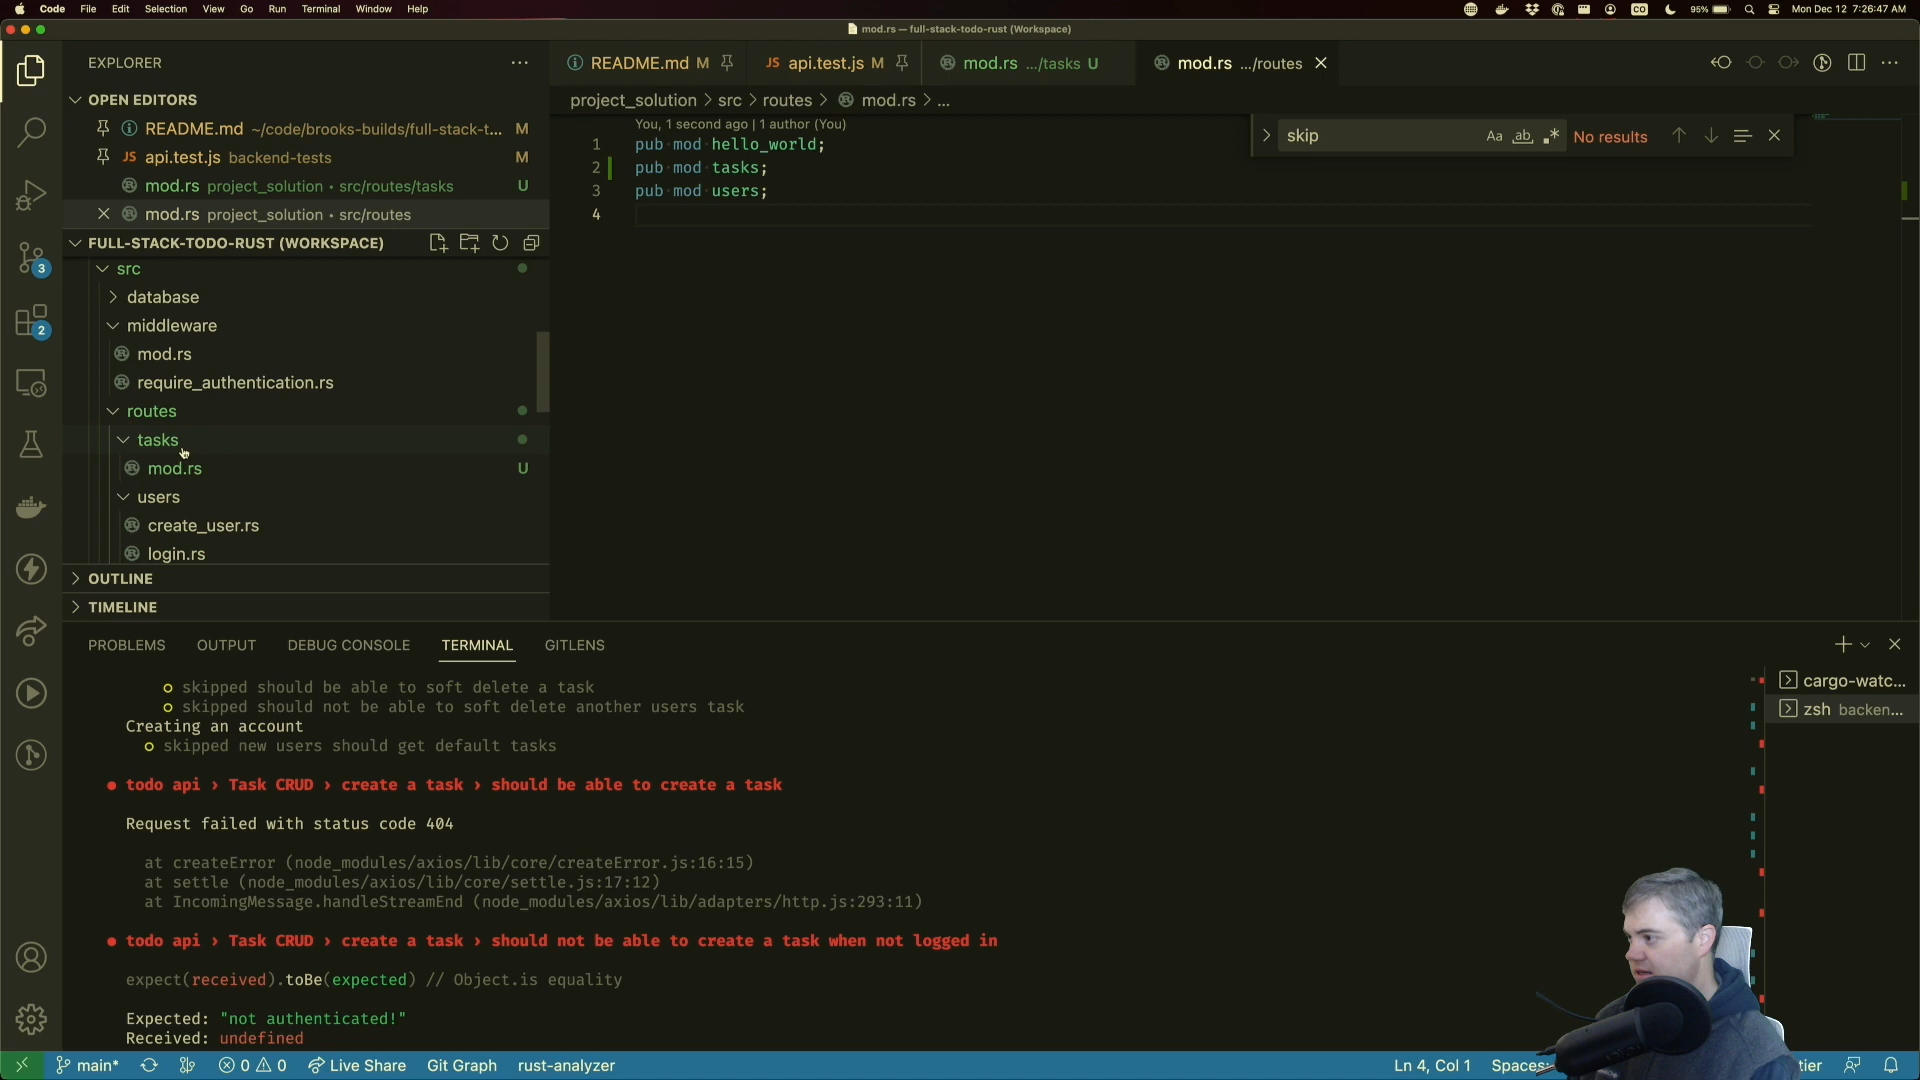 Code File Edit Selection View Go Run Terminal Window Help
CO 95% Mon Dec 12 7:26:47 AM
mod.rs — full-stack-todo-rust (Workspace)
EXPLORER
README.md M
JS api.test.js M
mod.rs .../tasks U
mod.rs .../routes
OPEN EDITORS
project_solution > src > routes > mod.rs > ...
README.md ~/code/brooks-builds/full-stack-t... M
JS api.test.js backend-tests M
mod.rs project_solution • src/routes/tasks U
mod.rs project_solution • src/routes
You, 1 second ago | 1 author (You)
1 pub mod hello_world;
2 pub mod tasks;
3 pub mod users;
4
skip Aa ab No results
FULL-STACK-TODO-RUST (WORKSPACE)
src
database
middleware
mod.rs
require_authentication.rs
routes
tasks
mod.rs U
users
create_user.rs
login.rs
OUTLINE
TIMELINE
3
2
PROBLEMS OUTPUT DEBUG CONSOLE TERMINAL GITLENS
skipped should be able to soft delete a task
skipped should not be able to soft delete another users task
Creating an account
skipped new users should get default tasks
● todo api › Task CRUD › create a task › should be able to create a task
Request failed with status code 404
at createError (node_modules/axios/lib/core/createError.js:16:15)
at settle (node_modules/axios/lib/core/settle.js:17:12)
at IncomingMessage.handleStreamEnd (node_modules/axios/lib/adapters/http.js:293:11)
● todo api › Task CRUD › create a task › should not be able to create a task when not logged in
expect(received).toBe(expected) // Object.is equality
Expected: "not authenticated!"
Received: undefined
cargo-watc...
zsh backen...
main* 0 0 Live Share Git Graph rust-analyzer
Ln 4, Col 1 Spaces: tier